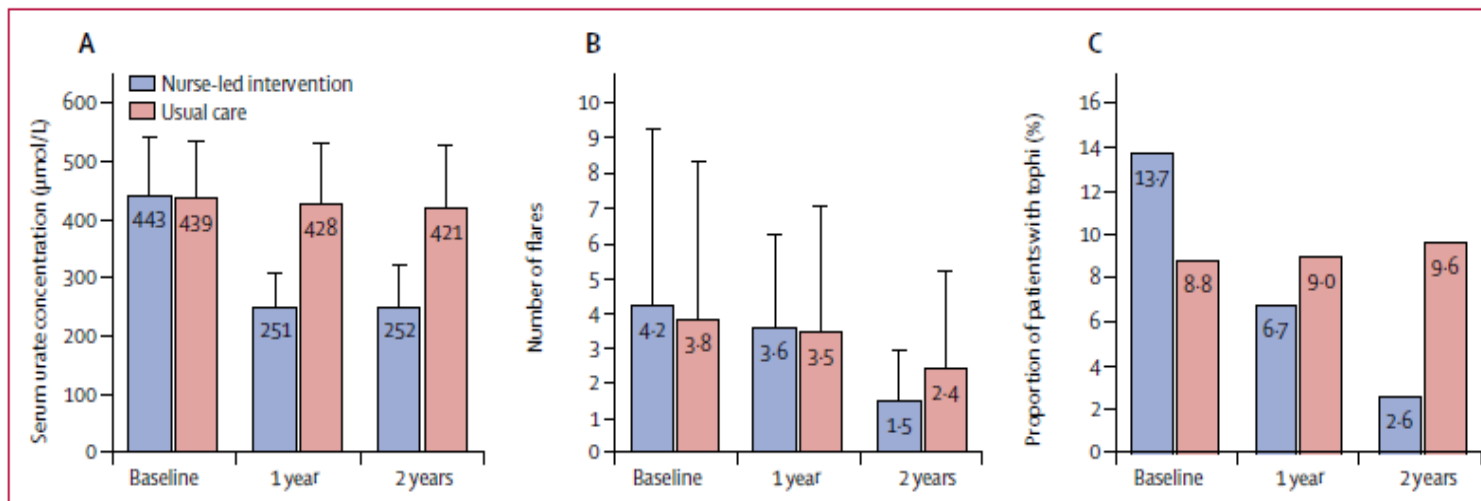 A
Nurse-led intervention
Usual care
Serum urate concentration (µmol/L)
600
500
400
300
200
100
0
443
439
251
428
252
421
Baseline
1 year
2 years
B
Number of flares
10
9
8
7
6
5
4
3
2
1
0
4·2
3·8
3·6
3·5
1·5
2·4
Baseline
1 year
2 years
C
Proportion of patients with tophi (%)
16
14
12
10
8
6
4
2
0
13·7
8·8
6·7
9·0
2·6
9·6
Baseline
1 year
2 years